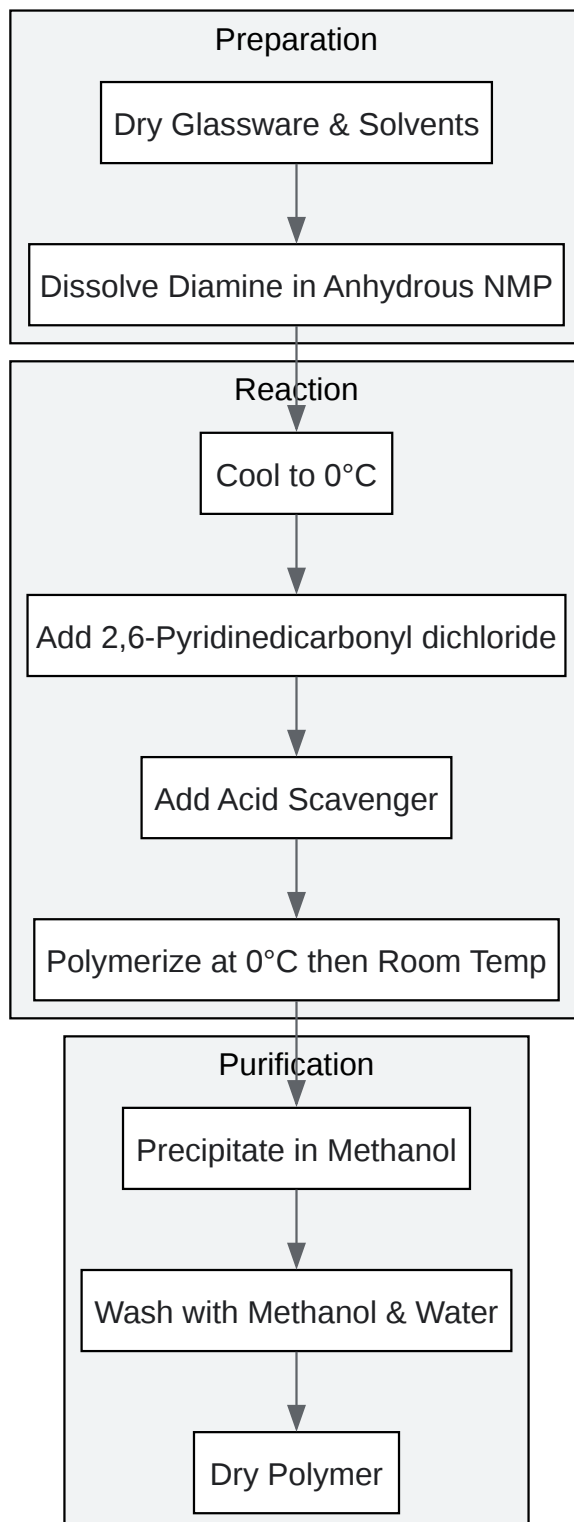 Preparation
Dry Glassware & Solvents
Dissolve Diamine in Anhydrous NMP
Reaction
Cool to 0°C
Add 2,6-Pyridinedicarbonyl dichloride
Add Acid Scavenger
Polymerize at 0°C then Room Temp
Purification
Precipitate in Methanol
Wash with Methanol & Water
Dry Polymer